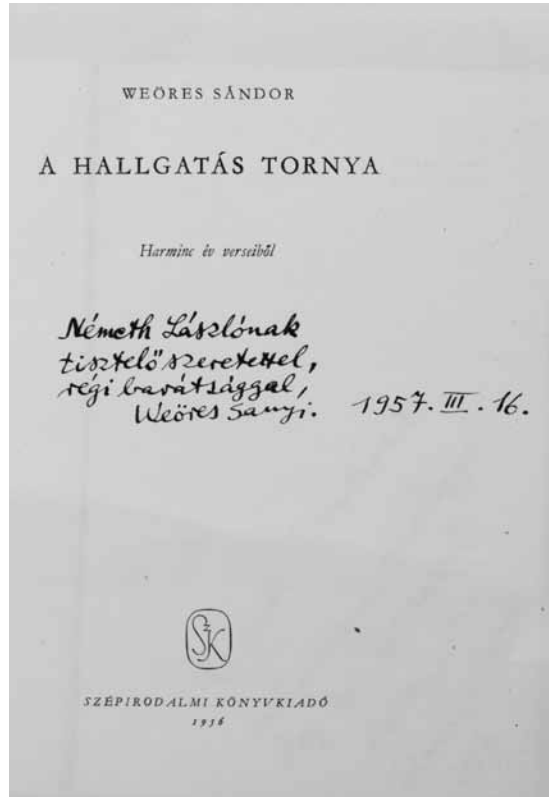 WEÖRES SÁNDOR
A HALLGATÁS TORNYA
Harminc év verseiből
Németh Lászlónak
tisztelő szeretettel,
régi barátsággal,
Weöres Sanyi. 1957. III. 16.
SzK
SZÉPIRODALMI KÖNYVKIADÓ
1956